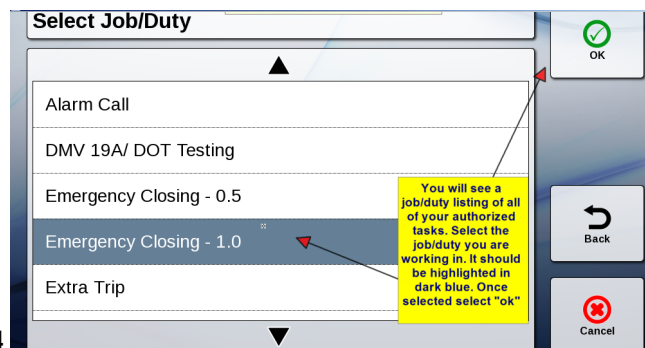 Select Job/Duty
OK
Alarm Call
DMV 19A/ DOT Testing
Emergency Closing - 0.5
Emergency Closing - 1.0
Extra Trip
You will see a
job/duty listing of all
of your authorized
tasks. Select the
job/duty you are
working in. It should
be highlighted in
dark blue. Once
selected select "ok"
Back
Cancel